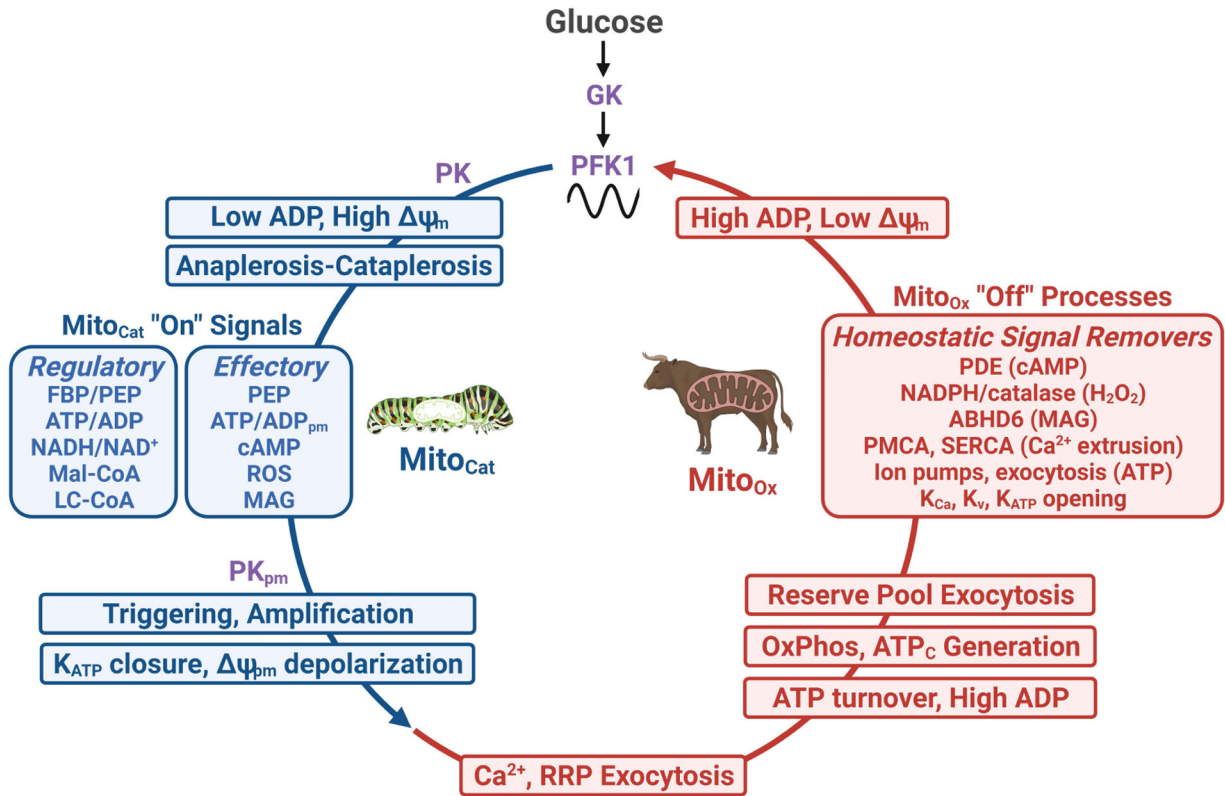 Glucose
GK
PFK1
PK
Low ADP, High Δψm
Anaplerosis-Cataplerosis
MitoCat "On" Signals
Regulatory
FBP/PEP
ATP/ADP
NADH/NAD⁺
Mal-CoA
LC-CoA
Effectory
PEP
ATP/ADPpm
cAMP
ROS
MAG
MitoCat
PKpm
Triggering, Amplification
KATP closure, Δψpm depolarization
Ca²⁺, RRP Exocytosis
High ADP, Low Δψm
MitoOx "Off" Processes
Homeostatic Signal Removers
PDE (cAMP)
NADPH/catalase (H₂O₂)
ABHD6 (MAG)
PMCA, SERCA (Ca²⁺ extrusion)
Ion pumps, exocytosis (ATP)
KCa, Kv, KATP opening
MitoOx
Reserve Pool Exocytosis
OxPhos, ATPC Generation
ATP turnover, High ADP